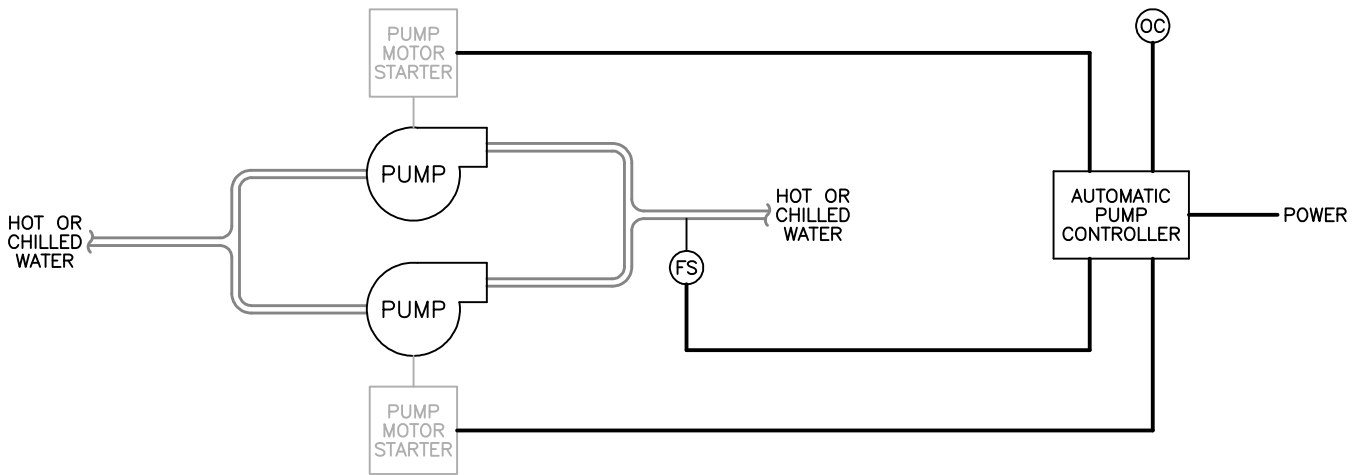 PUMP
MOTOR
STARTER
OC
PUMP
HOT OR
CHILLED
WATER
HOT OR
CHILLED
WATER
AUTOMATIC
PUMP
CONTROLLER
POWER
FS
PUMP
PUMP
MOTOR
STARTER